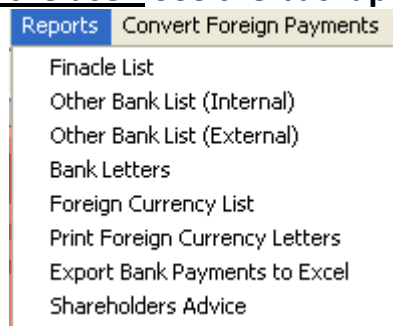 Reports Convert Foreign Payments
Finacle List
Other Bank List (Internal)
Other Bank List (External)
Bank Letters
Foreign Currency List
Print Foreign Currency Letters
Export Bank Payments to Excel
Shareholders Advice